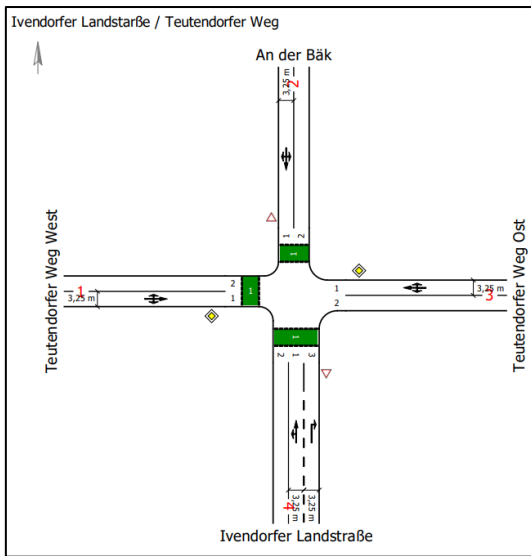 Ivendorfer Landstarße / Teutendorfer Weg
An der Bäk
3,25 m
2
1
2
1
Teutendorfer Weg West
1
3,25 m
2
1
1
1
2
3,25 m
3
Teutendorfer Weg Ost
1
2
1
3
3,25 m
3,25 m
4
Ivendorfer Landstraße